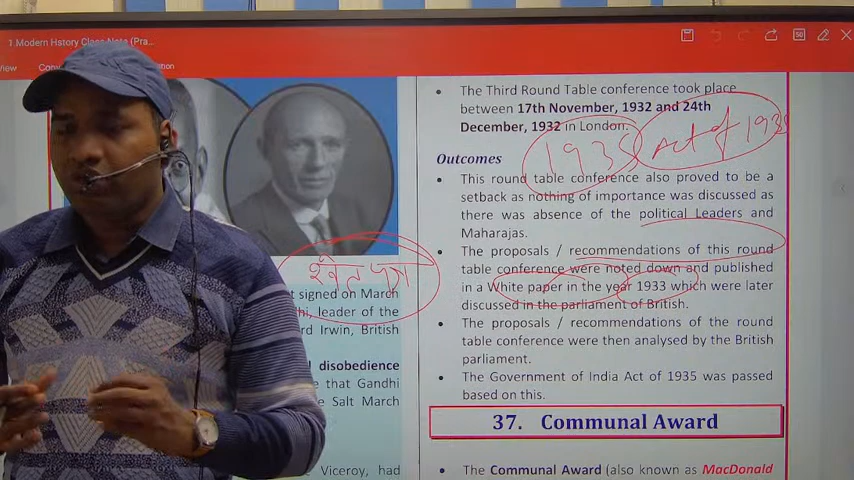 1 Modern Hstory Class Note (Pra...
View
50
The Third Round Table conference took place
between 17th November, 1932 and 24th
December, 1932 in London.
1935
Act of 1935
Outcomes
This round table conference also proved to be a
setback as nothing of importance was discussed as
there was absence of the political Leaders and
Maharajas.
The proposals / recommendations of this round
table conference were noted down and published
in a White paper in the year 1933 which were later
discussed in the parliament of British.
The proposals / recommendations of the round
table conference were then analysed by the British
parliament.
The Government of India Act of 1935 was passed
based on this.
37. Communal Award
The Communal Award (also known as MacDonald
श्वेत पत्र
signed on March
leader of the
Irwin, British
disobedience
that Gandhi
Salt March
Viceroy, had